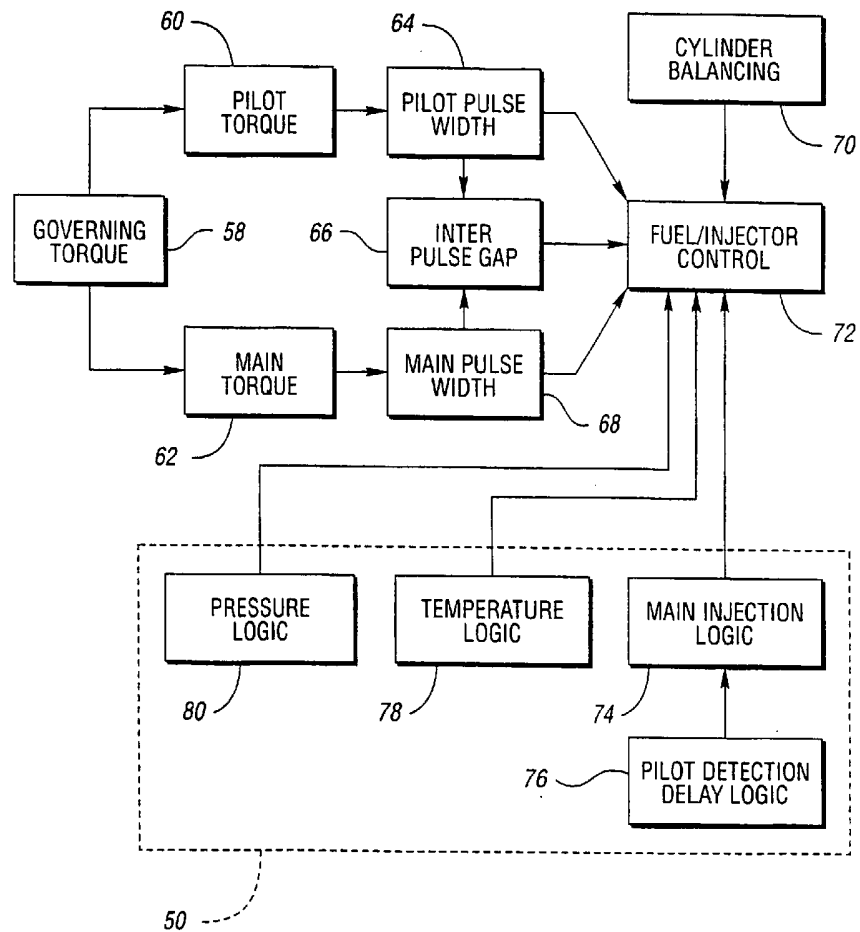 60
64
PILOT
TORQUE
PILOT PULSE
WIDTH
CYLINDER
BALANCING
70
GOVERNING
TORQUE
58
66
INTER
PULSE GAP
FUEL/INJECTOR
CONTROL
72
MAIN
TORQUE
MAIN PULSE
WIDTH
68
62
PRESSURE
LOGIC
TEMPERATURE
LOGIC
MAIN INJECTION
LOGIC
80
78
74
76
PILOT DETECTION
DELAY LOGIC
50